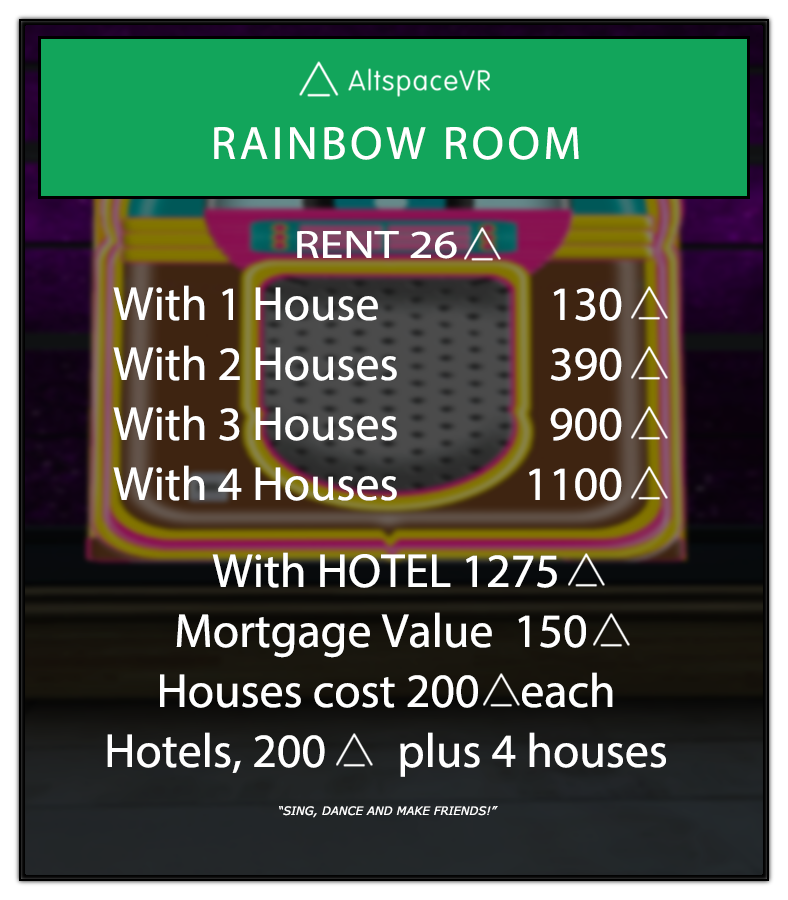 AltspaceVR
RAINBOW ROOM
RENT 26
With 1 House 130
With 2 Houses 390
With 3 Houses 900
With 4 Houses 1100
With HOTEL 1275
Mortgage Value 150
Houses cost 200 each
Hotels, 200 plus 4 houses
"SING, DANCE AND MAKE FRIENDS!"